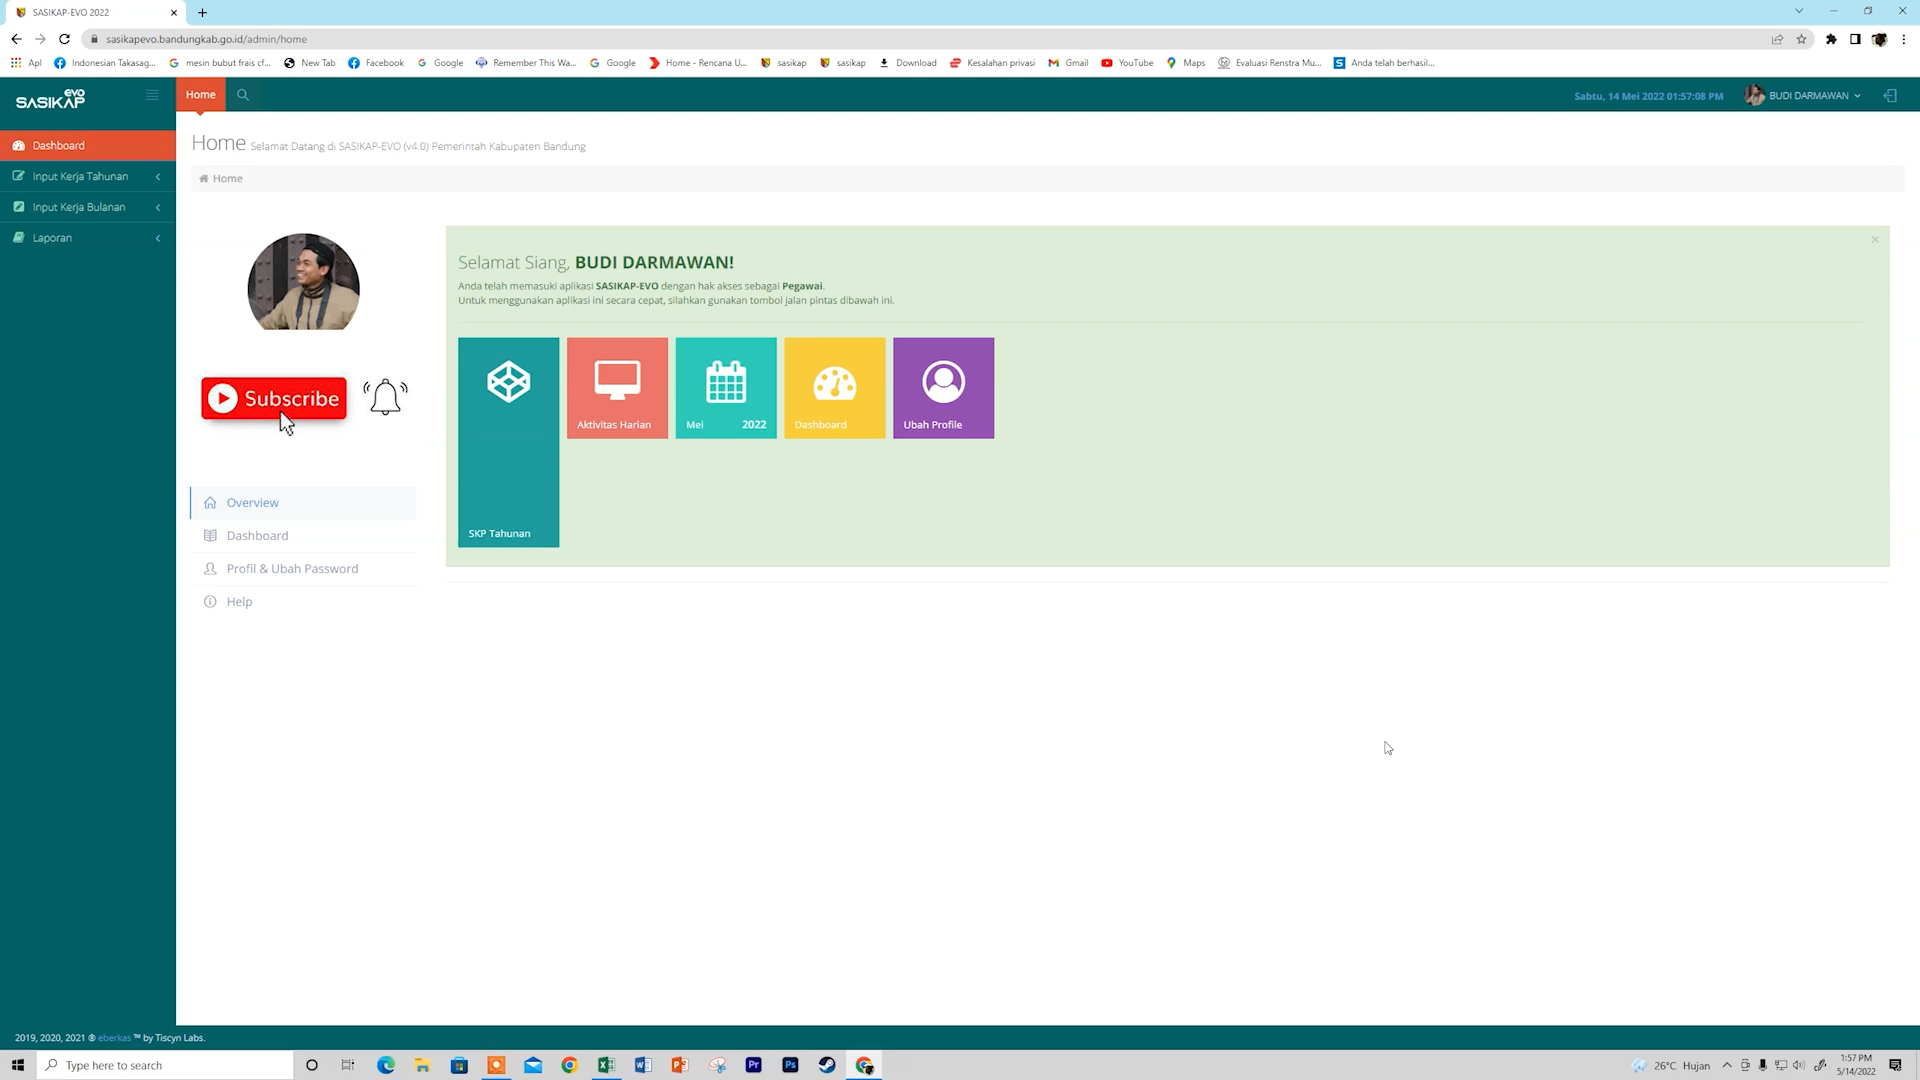 SASIKAP-EVO 2022
sasikapevo.bandungkab.go.id/admin/home
Apl
Indonesian Takasag...
mesin bubut frais cf...
New Tab
Facebook
Google
Remember This Wa...
Google
Home - Rencana U...
sasikap
sasikap
Download
Kesalahan privasi
Gmail
YouTube
Maps
Evaluasi Renstra Mu...
Anda telah berhasil...
SASIKAP evo
Home
Sabtu, 14 Mei 2022 01:57:08 PM
BUDI DARMAWAN
Dashboard
Input Kerja Tahunan
Input Kerja Bulanan
Laporan
Home Selamat Datang di SASIKAP-EVO (v4.0) Pemerintah Kabupaten Bandung
Home
Subscribe
Overview
Dashboard
Profil & Ubah Password
Help
Selamat Siang, BUDI DARMAWAN!
Anda telah memasuki aplikasi SASIKAP-EVO dengan hak akses sebagai Pegawai.
Untuk menggunakan aplikasi ini secara cepat, silahkan gunakan tombol jalan pintas dibawah ini.
SKP Tahunan
Aktivitas Harian
Mei 2022
Dashboard
Ubah Profile
2019, 2020, 2021 ® eberkas ™ by Tiscyn Labs.
Type here to search
26°C Hujan
1:57 PM
5/14/2022